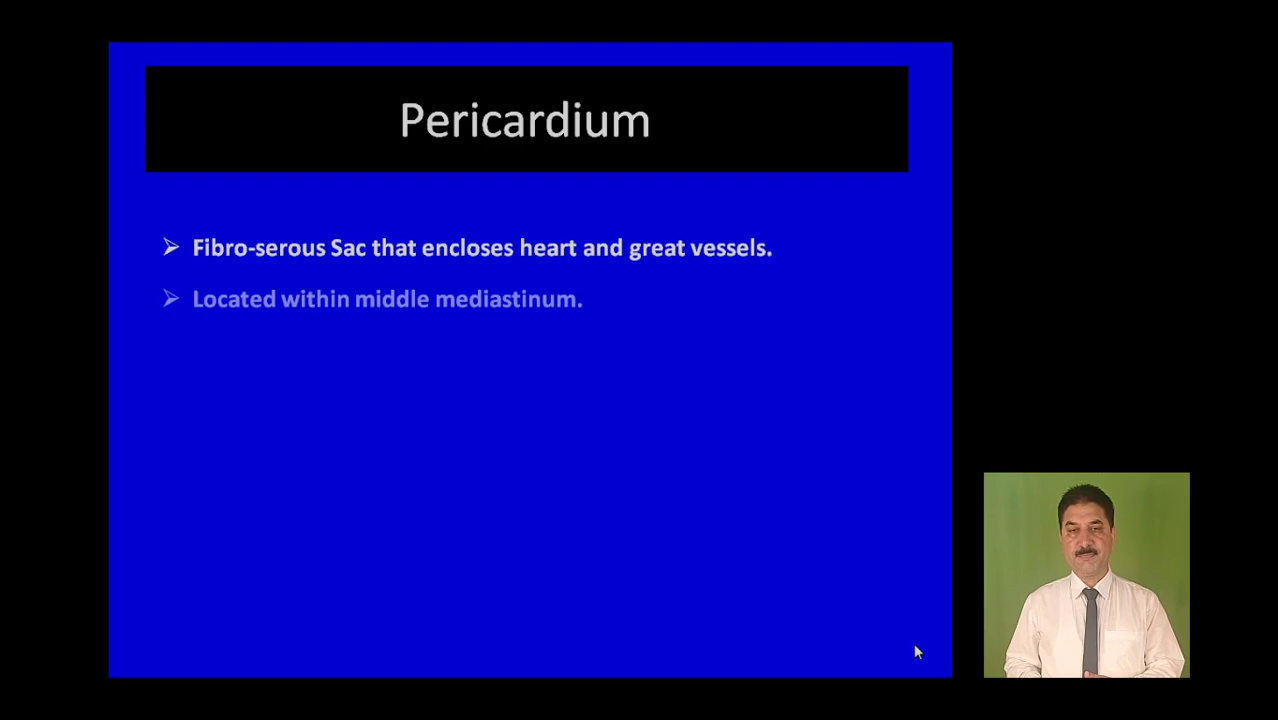 Pericardium
Fibro-serous Sac that encloses heart and great vessels.
Located within middle mediastinum.